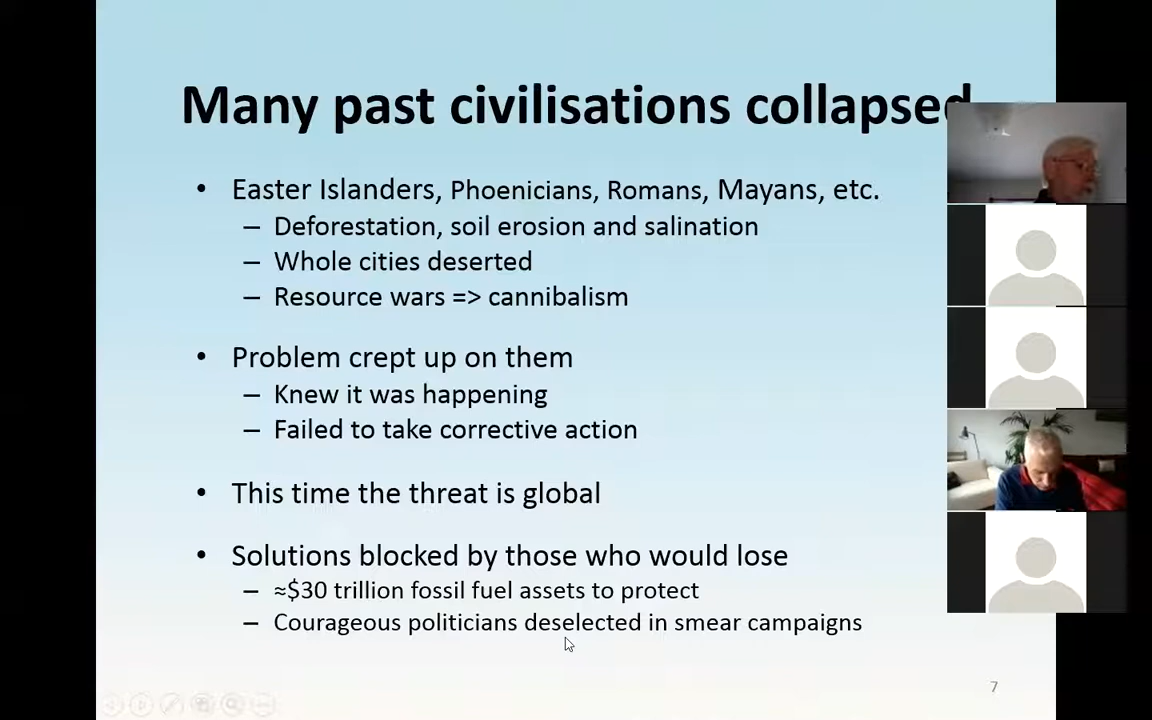 Many past civilisations collapsed
• Easter Islanders, Phoenicians, Romans, Mayans, etc.
– Deforestation, soil erosion and salination
– Whole cities deserted
– Resource wars => cannibalism
• Problem crept up on them
– Knew it was happening
– Failed to take corrective action
• This time the threat is global
• Solutions blocked by those who would lose
– ≈$30 trillion fossil fuel assets to protect
– Courageous politicians deselected in smear campaigns
7